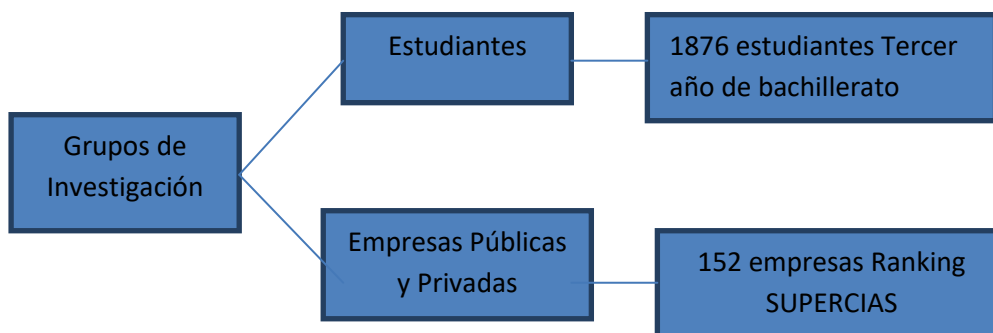 Estudiantes
1876 estudiantes Tercer
año de bachillerato
Grupos de
Investigación
Empresas Públicas
y Privadas
152 empresas Ranking
SUPERCIAS